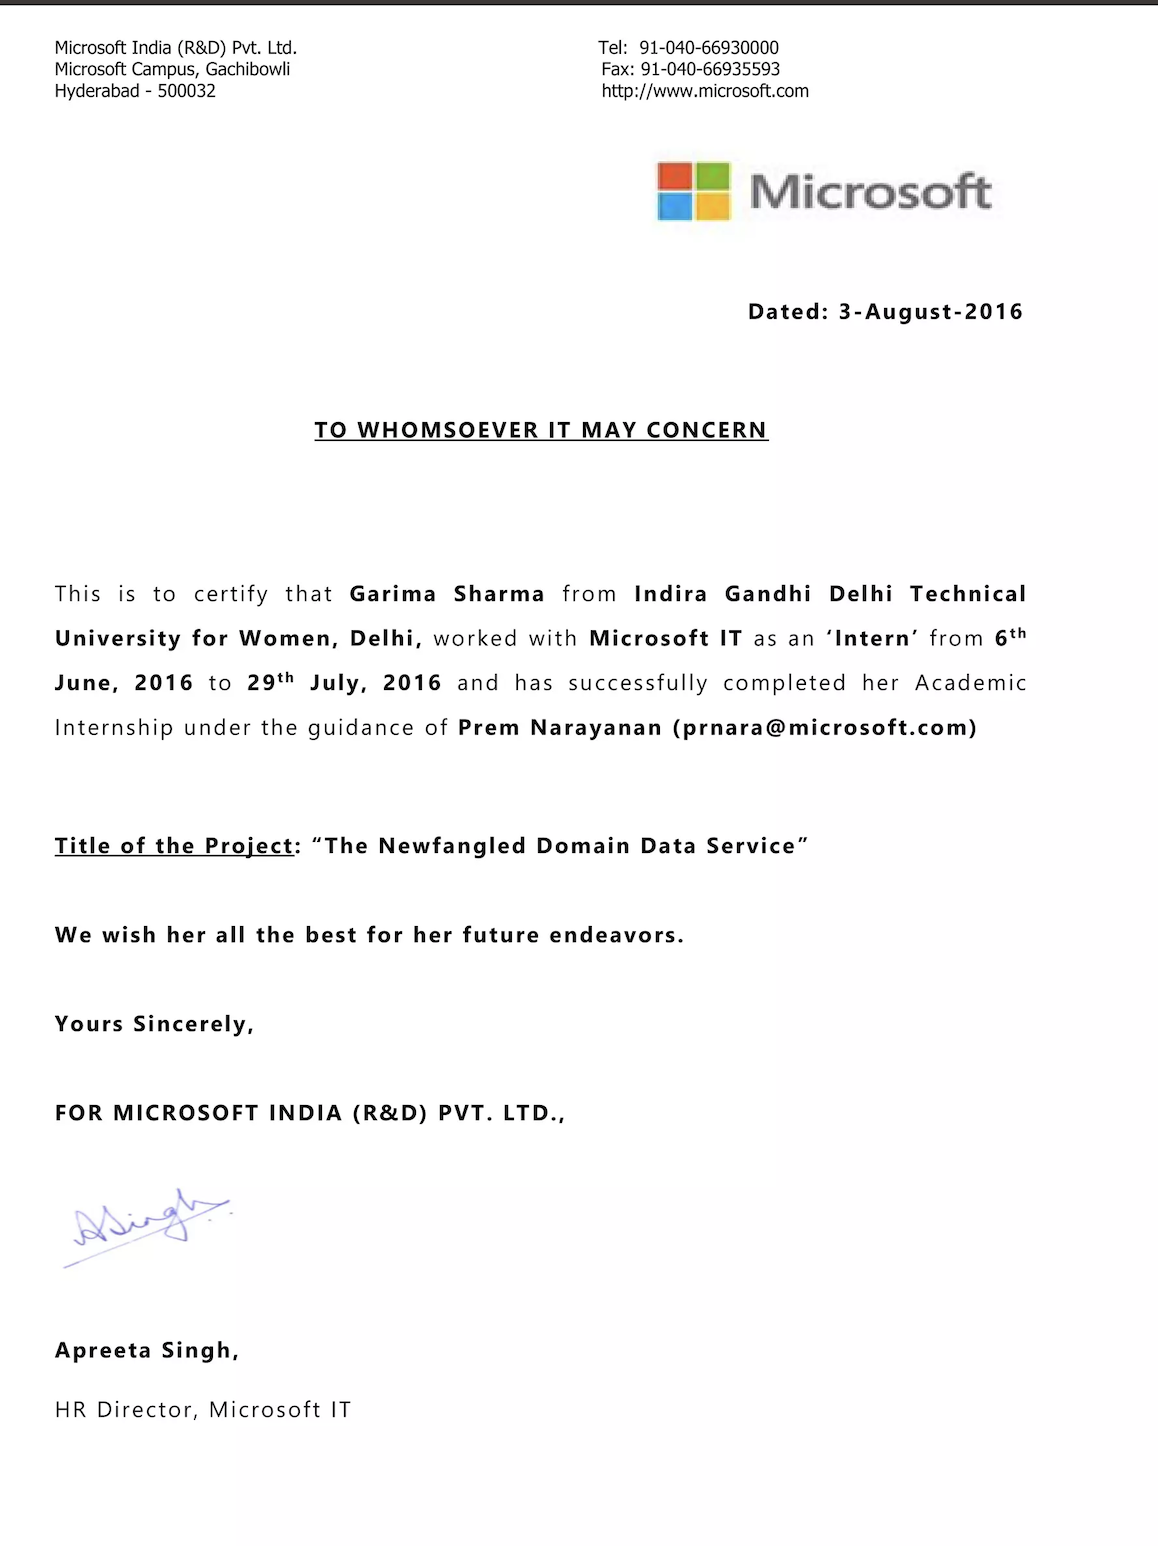 Microsoft India (R&D) Pvt. Ltd.
Microsoft Campus, Gachibowli
Hyderabad - 500032
Tel: 91-040-66930000
Fax: 91-040-66935593
http://www.microsoft.com
Microsoft
Dated: 3-August-2016
TO WHOMSOEVER IT MAY CONCERN
This is to certify that Garima Sharma from Indira Gandhi Delhi Technical
University for Women, Delhi, worked with Microsoft IT as an ‘Intern’ from 6th
June, 2016 to 29th July, 2016 and has successfully completed her Academic
Internship under the guidance of Prem Narayanan (prnara@microsoft.com)
Title of the Project: “The Newfangled Domain Data Service”
We wish her all the best for her future endeavors.
Yours Sincerely,
FOR MICROSOFT INDIA (R&D) PVT. LTD.,
ASingh
Apreeta Singh,
HR Director, Microsoft IT